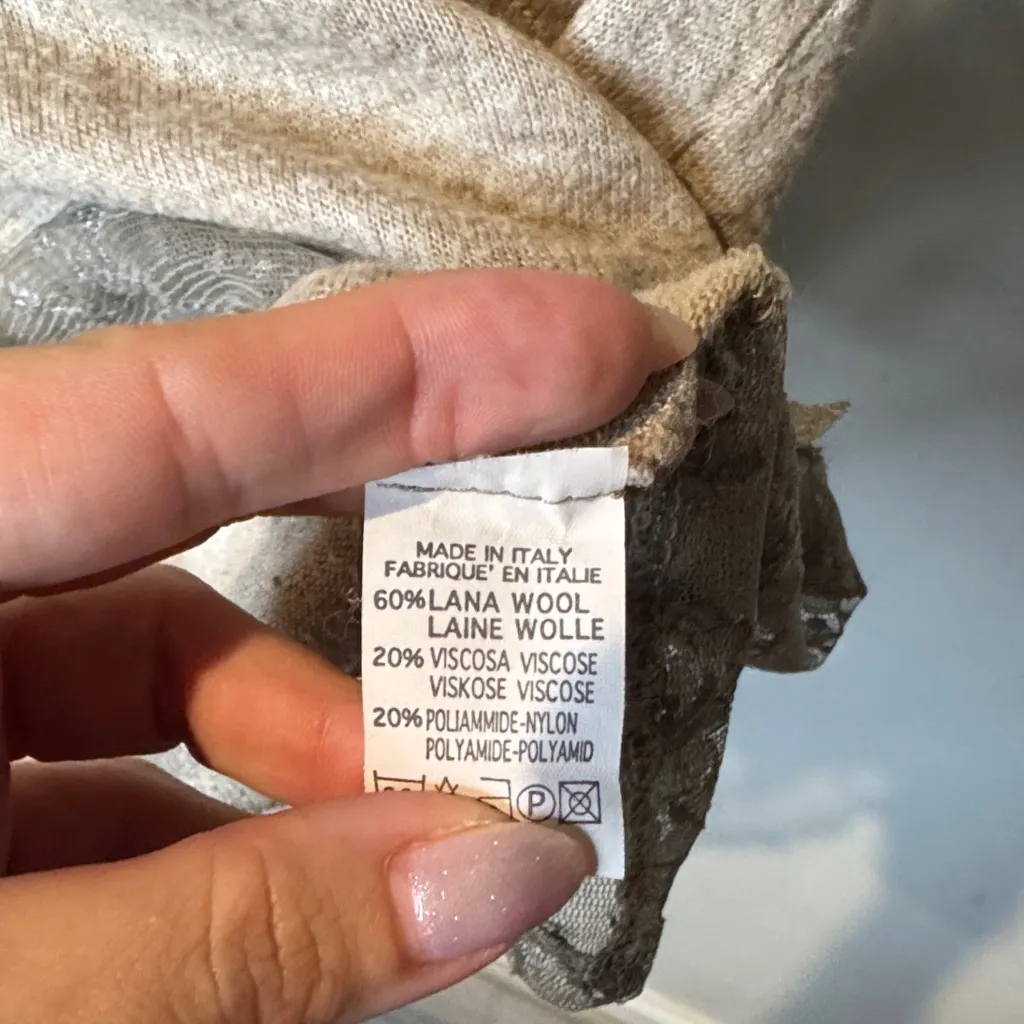 MADE IN ITALY
FABRIQUE' EN ITALIE
60% LANA WOOL
LAINE WOLLE
20% VISCOSA VISCOSE
VISKOSE VISCOSE
20% POLIAMMIDE-NYLON
POLYAMIDE-POLYAMID
P